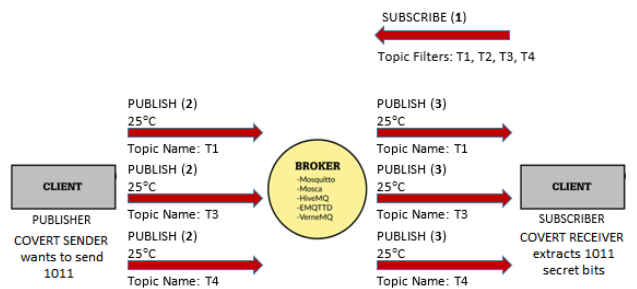 SUBSCRIBE (1)
Topic Filters: T1, T2, T3, T4
PUBLISH (2)
25°C
Topic Name: T1
PUBLISH (3)
25°C
Topic Name: T1
CLIENT
PUBLISHER
COVERT SENDER
wants to send
1011
PUBLISH (2)
25°C
Topic Name: T3
BROKER
-Mosquitto
-Mosca
-HiveMQ
-EMQTTD
-VerneMQ
PUBLISH (3)
25°C
Topic Name: T3
CLIENT
SUBSCRIBER
COVERT RECEIVER
extracts 1011
secret bits
PUBLISH (2)
25°C
Topic Name: T4
PUBLISH (3)
25°C
Topic Name: T4